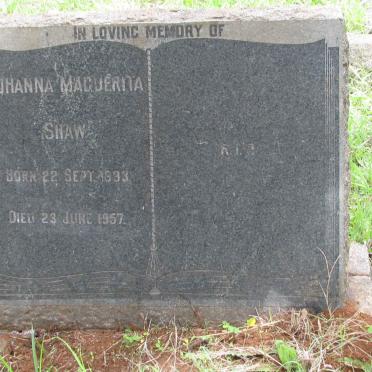 IN LOVING MEMORY OF
OHANNA MAGUERITA
SHAW
BORN 22 SEPT. 1893
DIED 23 JUNE 1957.
R.I.P.